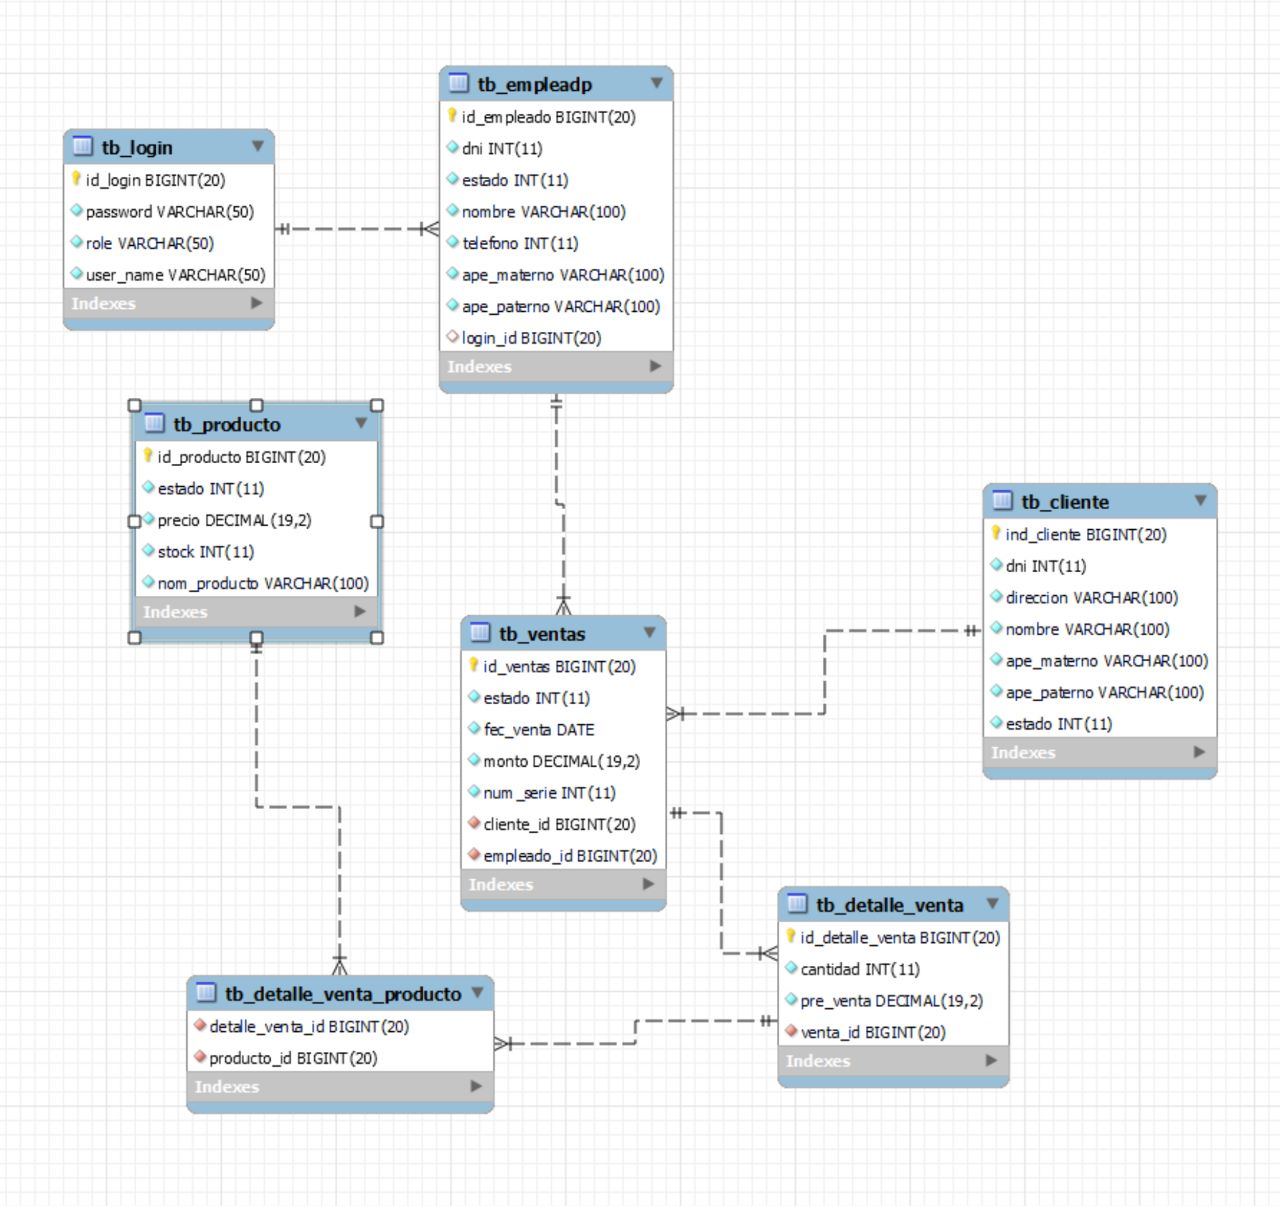 tb_empleadp
id_empleado BIGINT(20)
dni INT(11)
estado INT(11)
nombre VARCHAR(100)
telefono INT(11)
ape_materno VARCHAR(100)
ape_paterno VARCHAR(100)
login_id BIGINT(20)
Indexes
tb_login
id_login BIGINT(20)
password VARCHAR(50)
role VARCHAR(50)
user_name VARCHAR(50)
Indexes
tb_producto
id_producto BIGINT(20)
estado INT(11)
precio DECIMAL(19,2)
stock INT(11)
nom_producto VARCHAR(100)
Indexes
tb_cliente
ind_cliente BIGINT(20)
dni INT(11)
direccion VARCHAR(100)
nombre VARCHAR(100)
ape_materno VARCHAR(100)
ape_paterno VARCHAR(100)
estado INT(11)
Indexes
tb_ventas
id_ventas BIGINT(20)
estado INT(11)
fec_venta DATE
monto DECIMAL(19,2)
num_serie INT(11)
cliente_id BIGINT(20)
empleado_id BIGINT(20)
Indexes
tb_detalle_venta
id_detalle_venta BIGINT(20)
cantidad INT(11)
pre_venta DECIMAL(19,2)
venta_id BIGINT(20)
Indexes
tb_detalle_venta_producto
detalle_venta_id BIGINT(20)
producto_id BIGINT(20)
Indexes